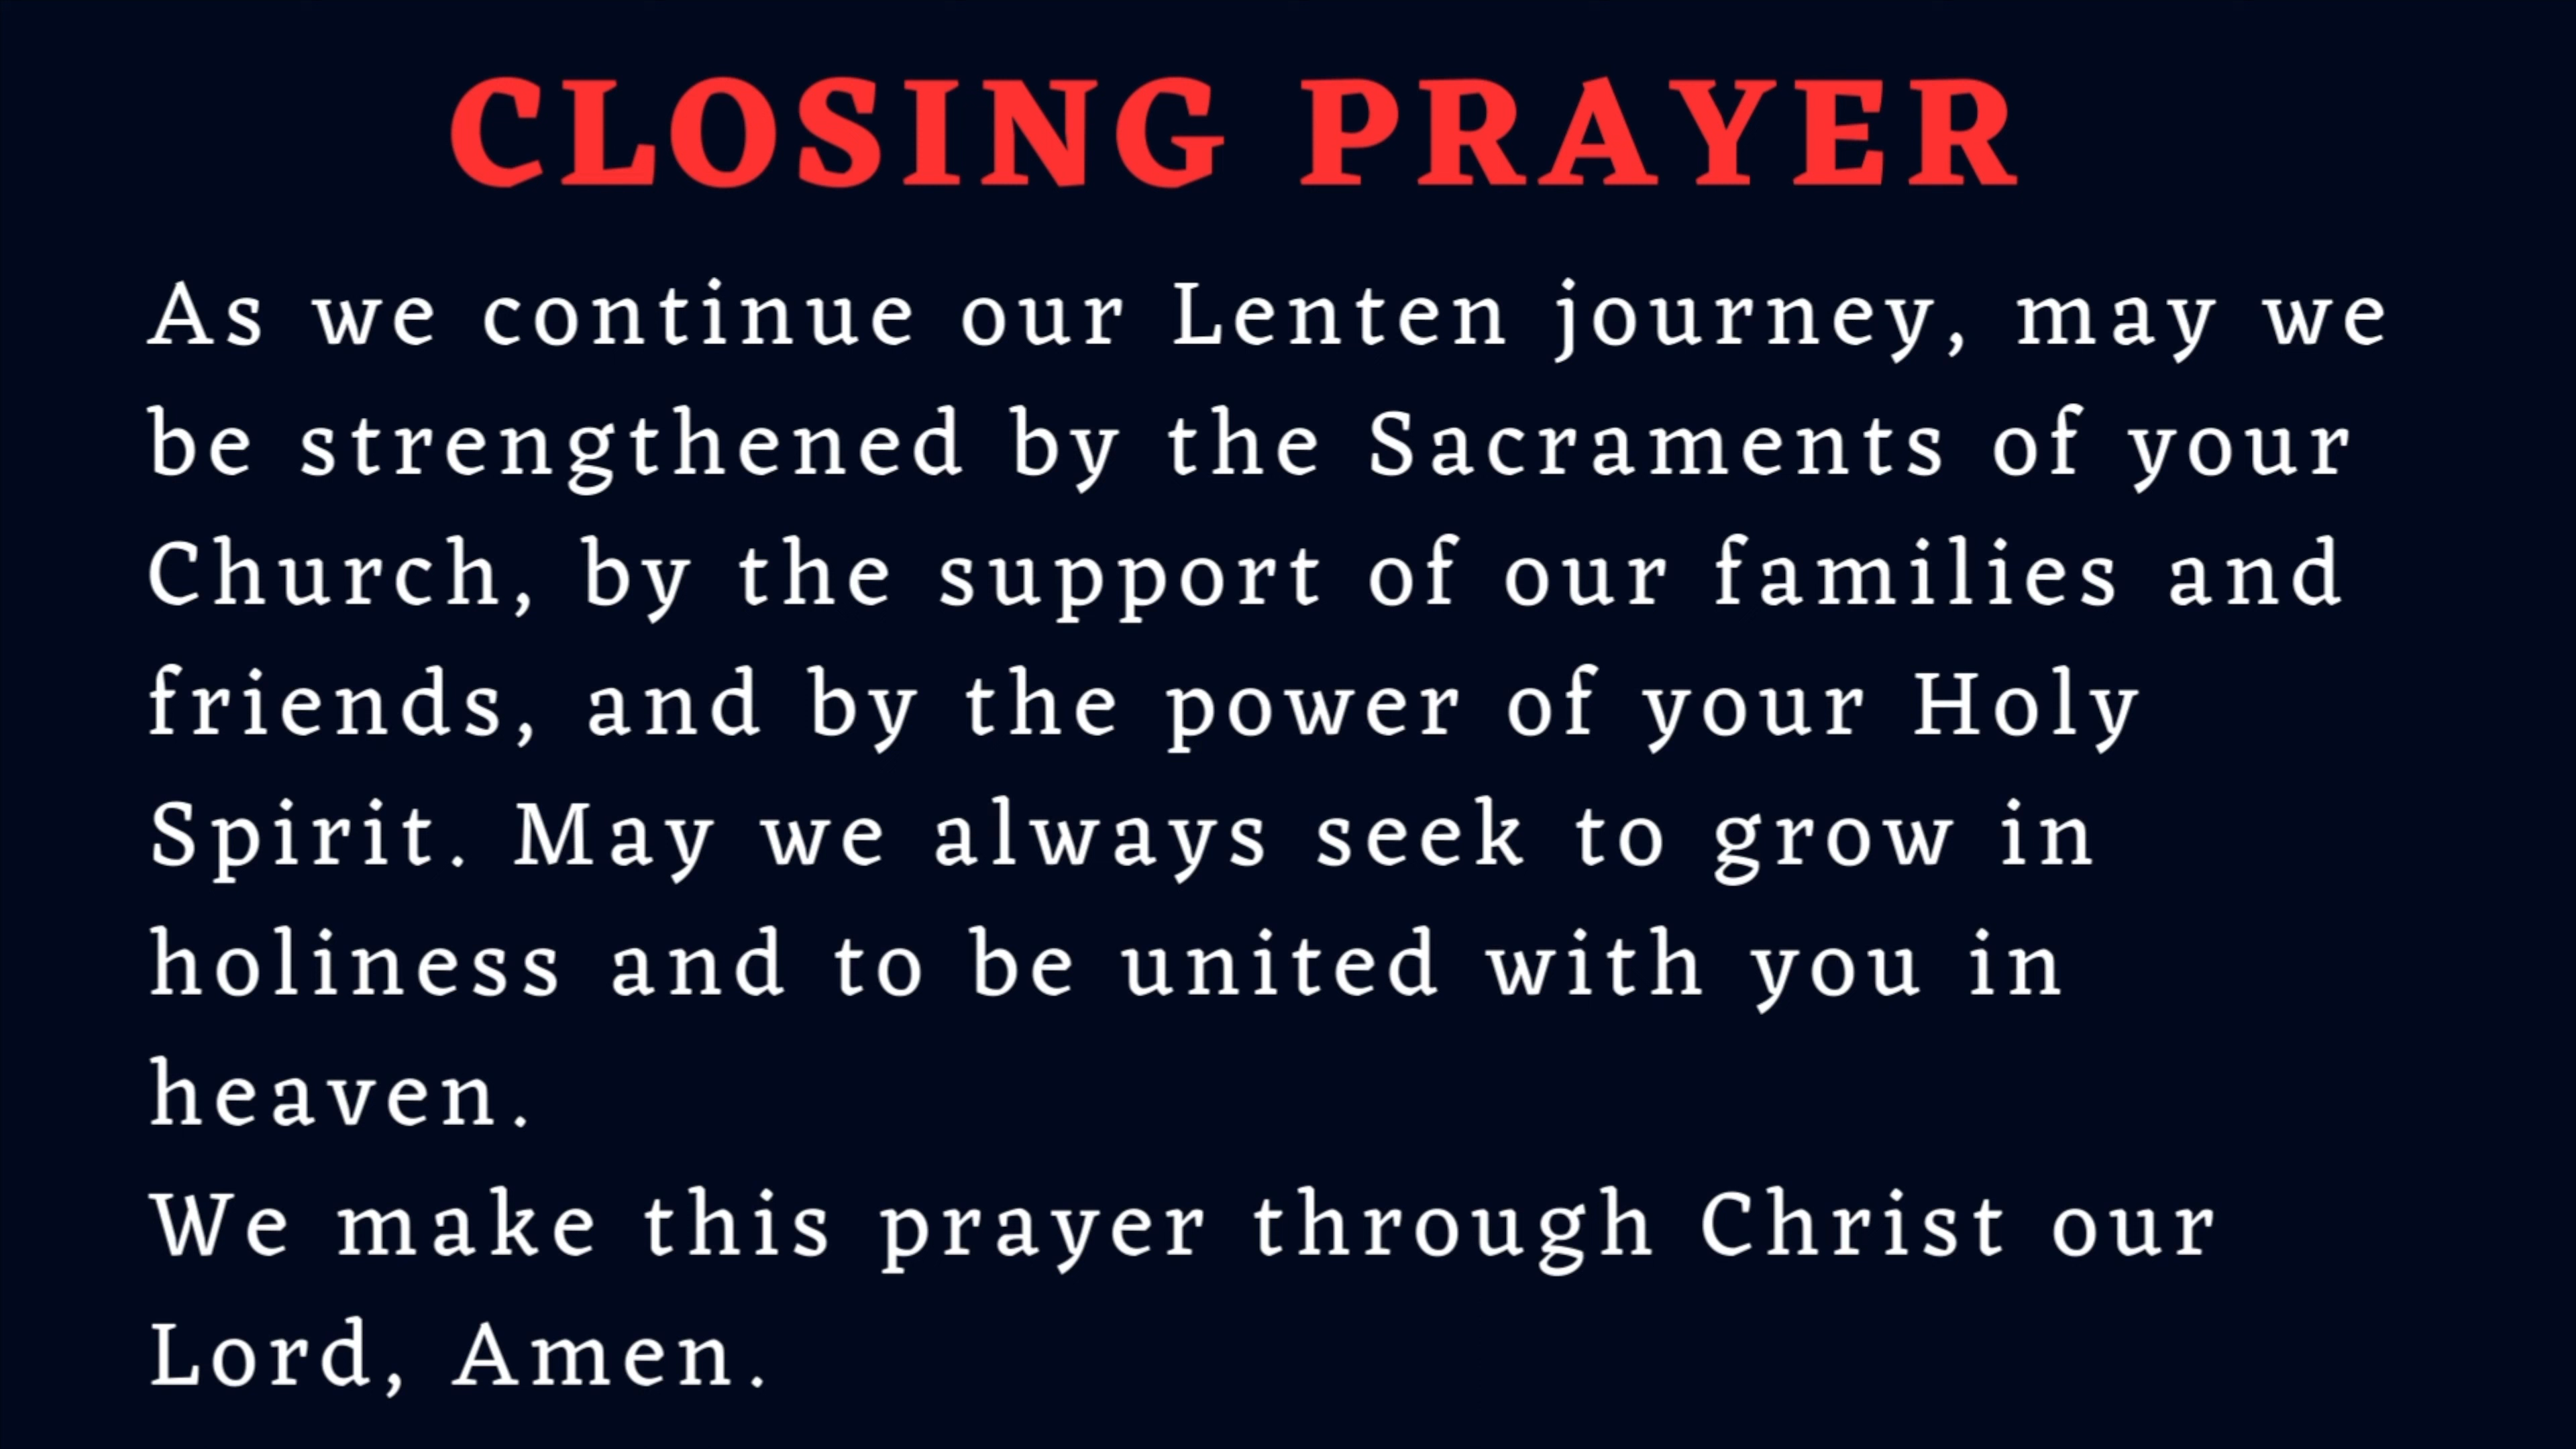 CLOSING PRAYER
As we continue our Lenten journey, may we
be strengthened by the Sacraments of your
Church, by the support of our families and
friends, and by the power of your Holy
Spirit. May we always seek to grow in
holiness and to be united with you in
heaven.
We make this prayer through Christ our
Lord, Amen.